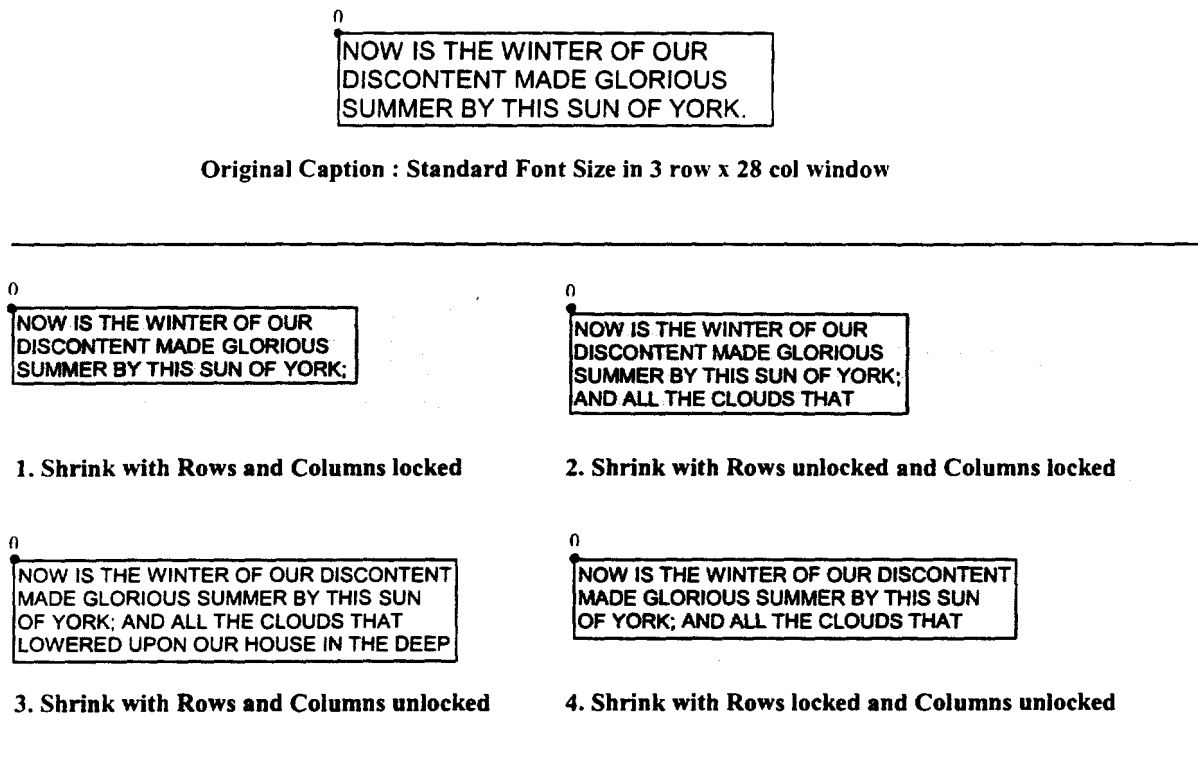 0
NOW IS THE WINTER OF OUR
DISCONTENT MADE GLORIOUS
SUMMER BY THIS SUN OF YORK.
Original Caption : Standard Font Size in 3 row x 28 col window
0
NOW IS THE WINTER OF OUR
DISCONTENT MADE GLORIOUS
SUMMER BY THIS SUN OF YORK;
1. Shrink with Rows and Columns locked
0
NOW IS THE WINTER OF OUR
DISCONTENT MADE GLORIOUS
SUMMER BY THIS SUN OF YORK;
AND ALL THE CLOUDS THAT
2. Shrink with Rows unlocked and Columns locked
0
NOW IS THE WINTER OF OUR DISCONTENT
MADE GLORIOUS SUMMER BY THIS SUN
OF YORK; AND ALL THE CLOUDS THAT
LOWERED UPON OUR HOUSE IN THE DEEP
3. Shrink with Rows and Columns unlocked
0
NOW IS THE WINTER OF OUR DISCONTENT
MADE GLORIOUS SUMMER BY THIS SUN
OF YORK; AND ALL THE CLOUDS THAT
4. Shrink with Rows locked and Columns unlocked